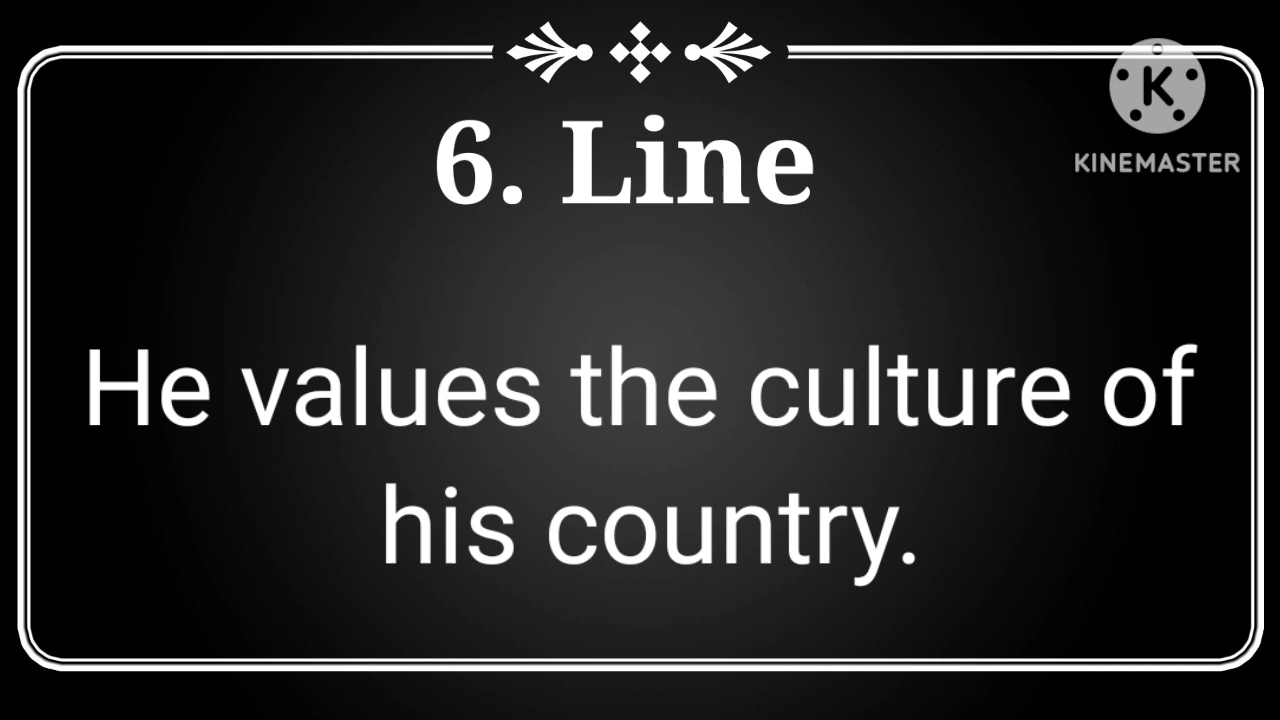 6. Line
K
KINEMASTER
He values the culture of
his country.